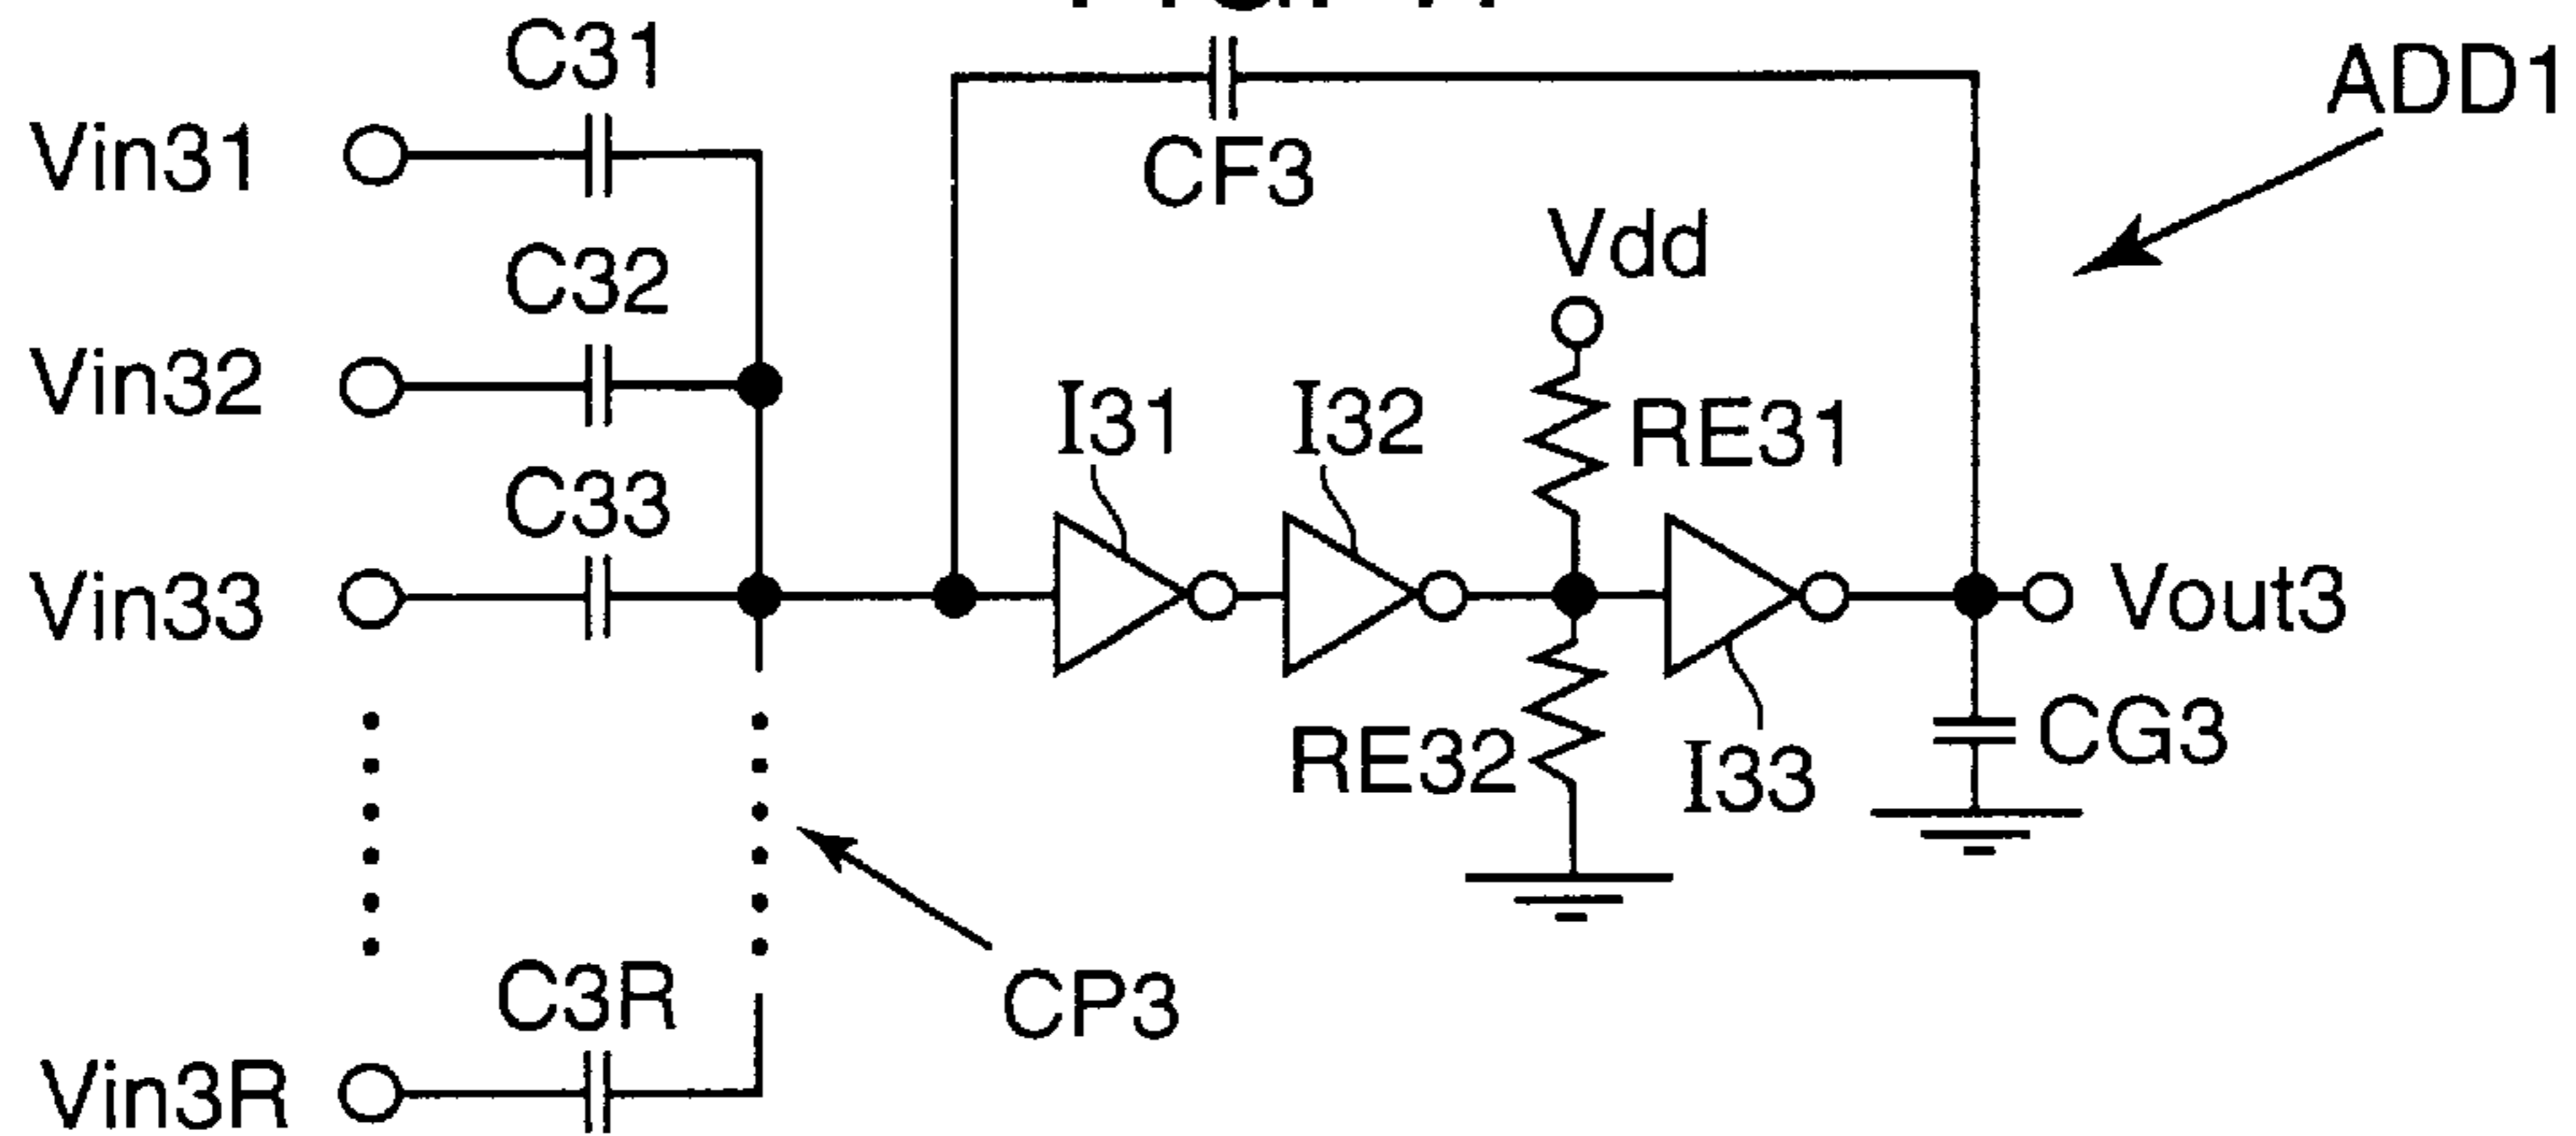 C31
ADD1
Vin31
CF3
Vdd
C32
Vin32
I31
I32
RE31
C33
Vin33
Vout3
RE32
I33
CG3
C3R
CP3
Vin3R